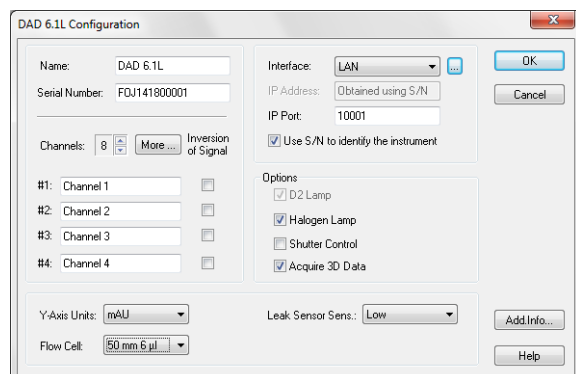 DAD 6.1L Configuration
Name: DAD 6.1L
Serial Number: FOJ141800001
Channels: 8 More ... Inversion of Signal
#1: Channel 1
#2: Channel 2
#3: Channel 3
#4: Channel 4
Interface: LAN ...
IP Address: Obtained using S/N
IP Port: 10001
Use S/N to identify the instrument
Options
D2 Lamp
Halogen Lamp
Shutter Control
Acquire 3D Data
OK
Cancel
Y-Axis Units: mAU
Flow Cell: 50 mm 6 µl
Leak Sensor Sens.: Low
Add.Info...
Help